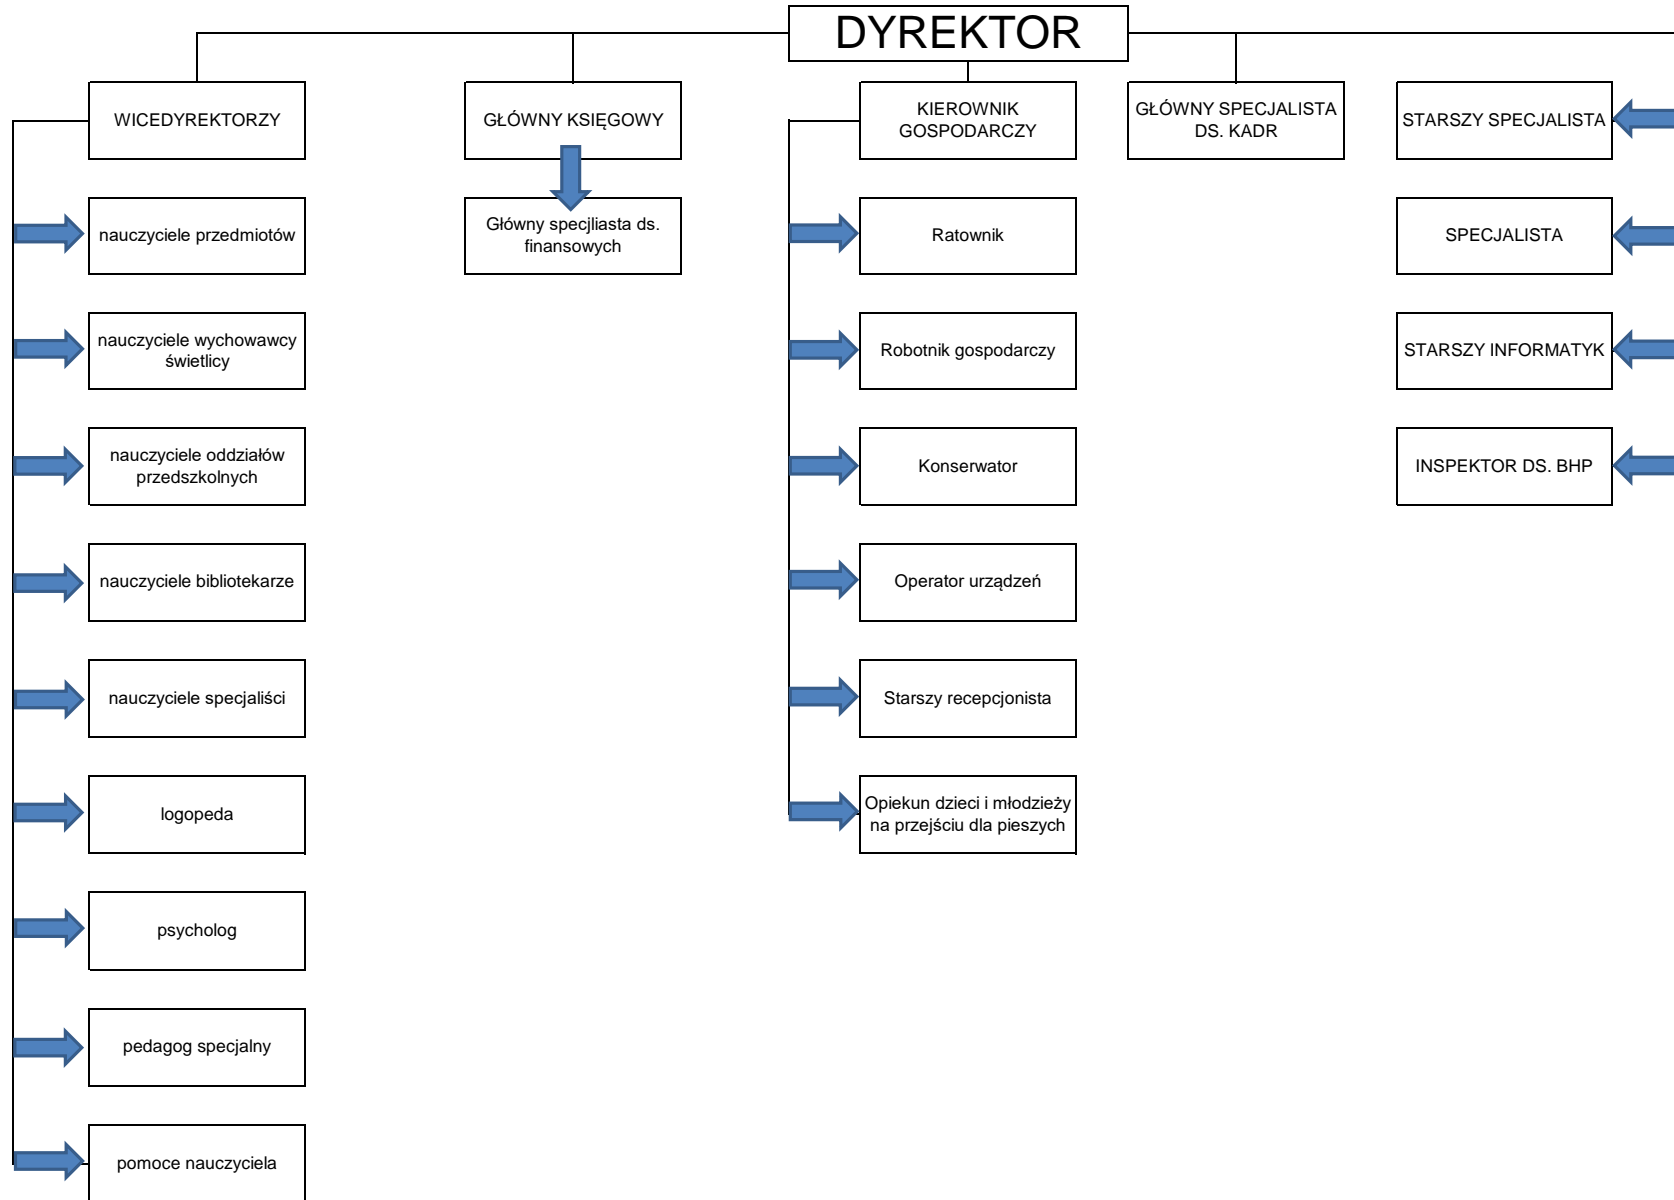 DYREKTOR
WICEDYREKTORZY
GŁÓWNY KSIĘGOWY
KIEROWNIK
GOSPODARCZY
GŁÓWNY SPECJALISTA
DS. KADR
STARSZY SPECJALISTA
nauczyciele przedmiotów
Główny specjliasta ds.
finansowych
Ratownik
SPECJALISTA
nauczyciele wychowawcy
świetlicy
Robotnik gospodarczy
STARSZY INFORMATYK
nauczyciele oddziałów
przedszkolnych
Konserwator
INSPEKTOR DS. BHP
nauczyciele bibliotekarze
Operator urządzeń
nauczyciele specjaliści
Starszy recepcjonista
logopeda
Opiekun dzieci i młodzieży
na przejściu dla pieszych
psycholog
pedagog specjalny
pomoce nauczyciela